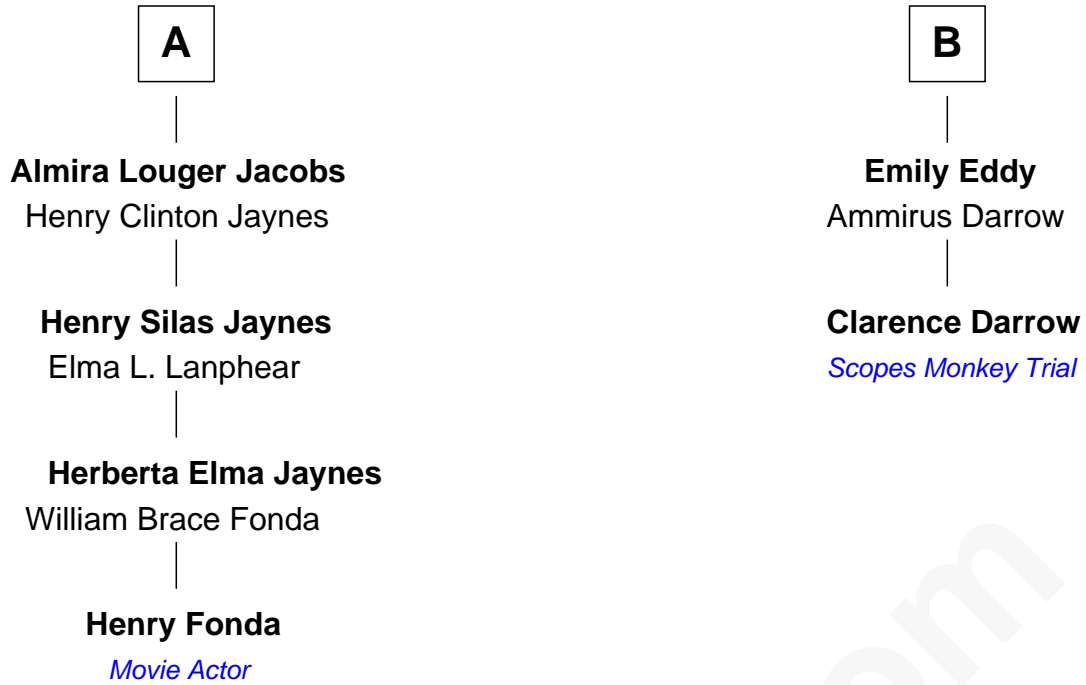 A
Almira Louger Jacobs
Henry Clinton Jaynes
Henry Silas Jaynes
Elma L. Lanphear
Herberta Elma Jaynes
William Brace Fonda
Henry Fonda
Movie Actor
B
Emily Eddy
Ammirus Darrow
Clarence Darrow
Scopes Monkey Trial
om